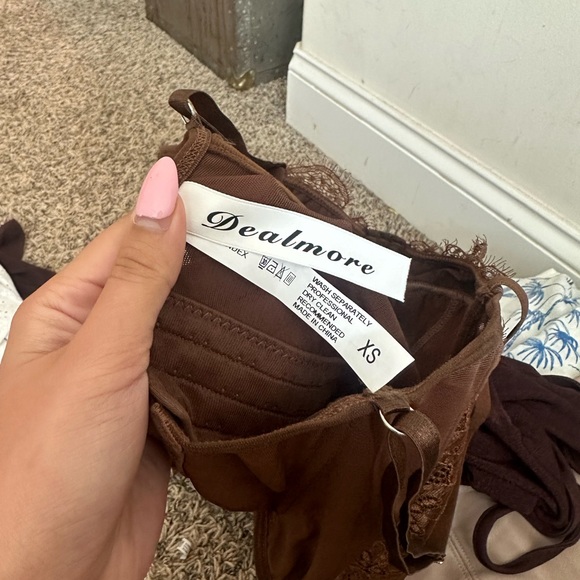 Dealmore
WASH SEPARATELY
PROFESSIONAL
DRY CLEAN
RECOMMENDED
MADE IN CHINA
XS